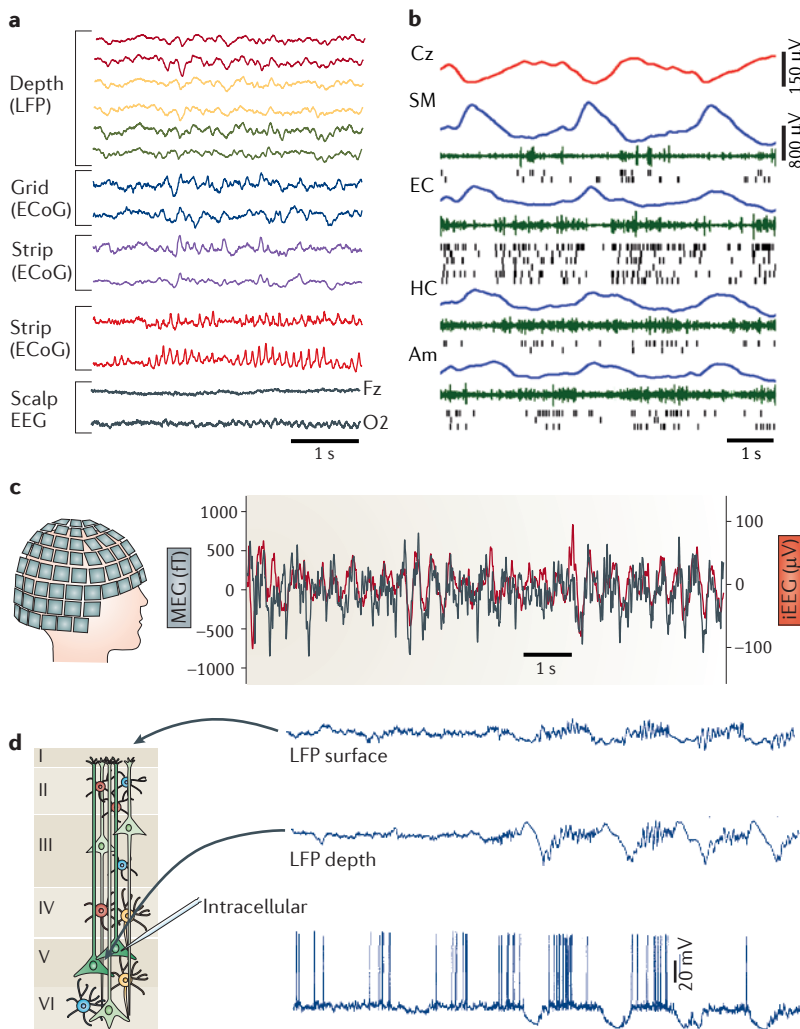 a
Depth
(LFP)
Grid
(ECoG)
Strip
(ECoG)
Strip
(ECoG)
Scalp
EEG
Fz
O2
1 s
b
Cz
150 μV
SM
800 μV
EC
HC
Am
1 s
c
MEG (fT)
1000
500
0
−500
−1000
100
0
−100
iEEG (μV)
1 s
d
I
II
III
IV
V
VI
LFP surface
LFP depth
Intracellular
20 mV